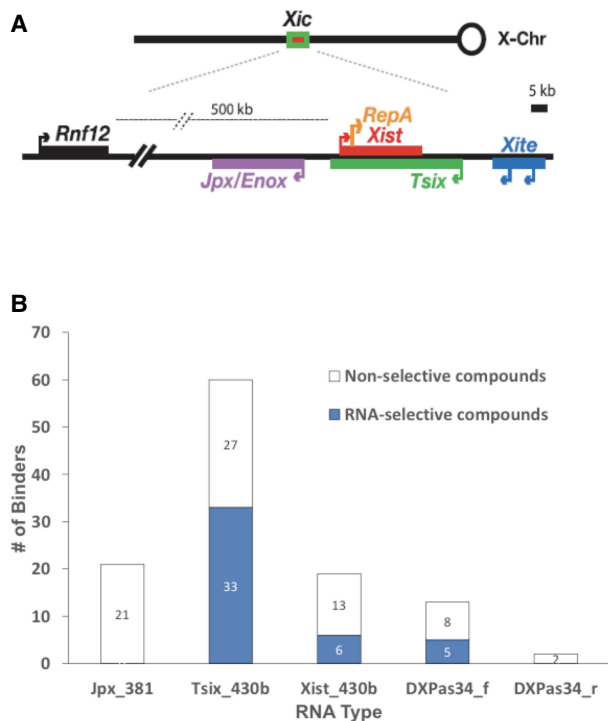 A
Xic
X-Chr
500 kb
5 kb
RepA
Rnf12
Xist
Xite
Jpx/Enox
Tsix
B
70
60
50
40
30
20
10
0
# of Binders
Non-selective compounds
RNA-selective compounds
21
27
33
13
6
8
5
2
Jpx_381 Tsix_430b Xist_430b DXPas34_f DXPas34_r
RNA Type